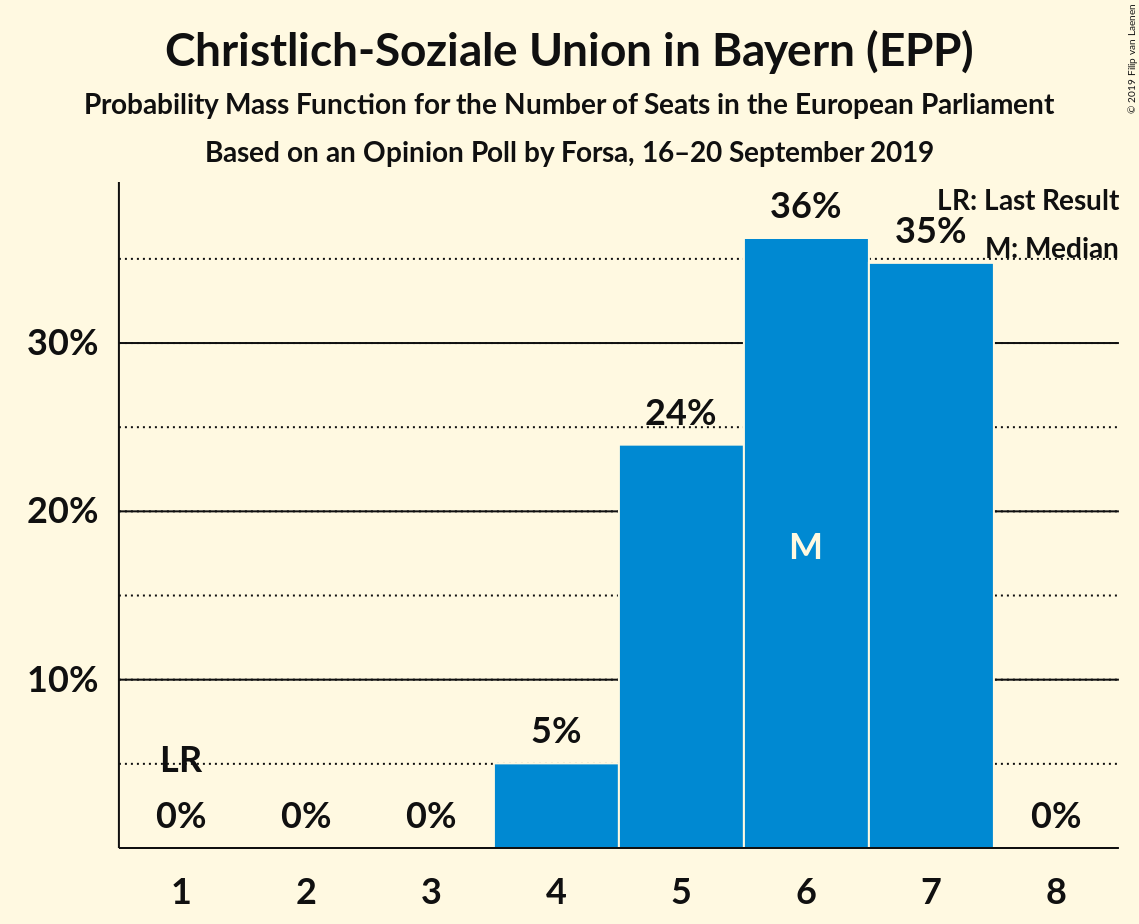 Christlich-Soziale Union in Bayern (EPP)
Probability Mass Function for the Number of Seats in the European Parliament
Based on an Opinion Poll by Forsa, 16–20 September 2019
© 2019 Filip van Laenen
LR: Last Result
M: Median
36%
35%
30%
24%
20%
M
10%
5%
LR
0%
0%
0%
0%
1
2
3
4
5
6
7
8